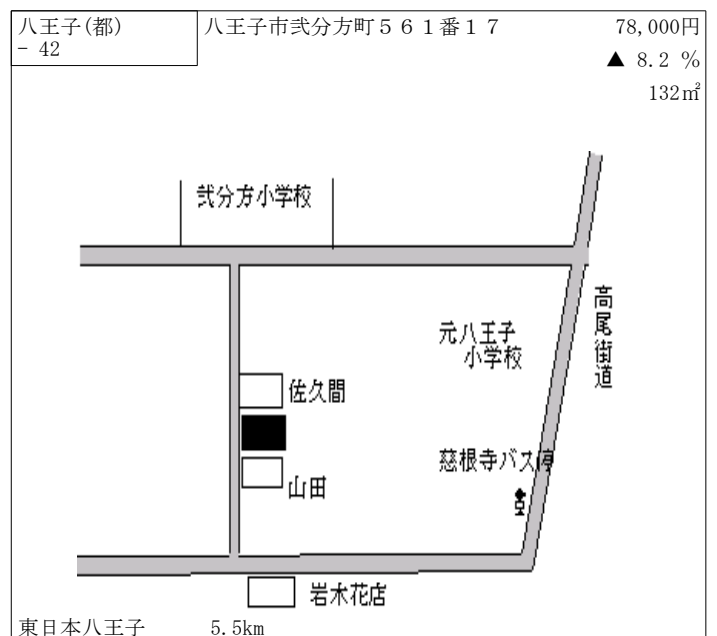 八王子(都)
- 42
八王子市弐分方町５６１番１７
78,000円
▲ 8.2 %
132㎡
弐分方小学校
高尾街道
元八王子
小学校
佐久間
慈根寺バス停
山田
岩木花店
東日本八王子 5.5km